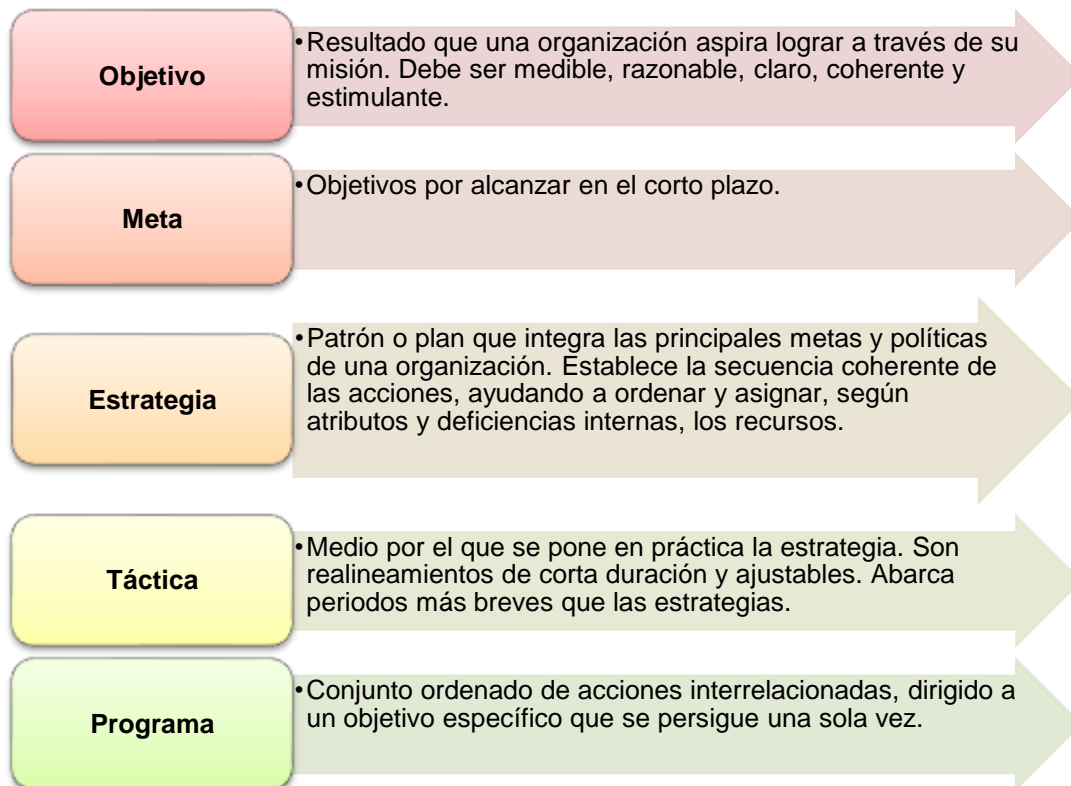 Objetivo
•Resultado que una organización aspira lograr a través de su
misión. Debe ser medible, razonable, claro, coherente y
estimulante.
Meta
•Objetivos por alcanzar en el corto plazo.
Estrategia
•Patrón o plan que integra las principales metas y políticas
de una organización. Establece la secuencia coherente de
las acciones, ayudando a ordenar y asignar, según
atributos y deficiencias internas, los recursos.
Táctica
•Medio por el que se pone en práctica la estrategia. Son
realineamientos de corta duración y ajustables. Abarca
periodos más breves que las estrategias.
Programa
•Conjunto ordenado de acciones interrelacionadas, dirigido a
un objetivo específico que se persigue una sola vez.